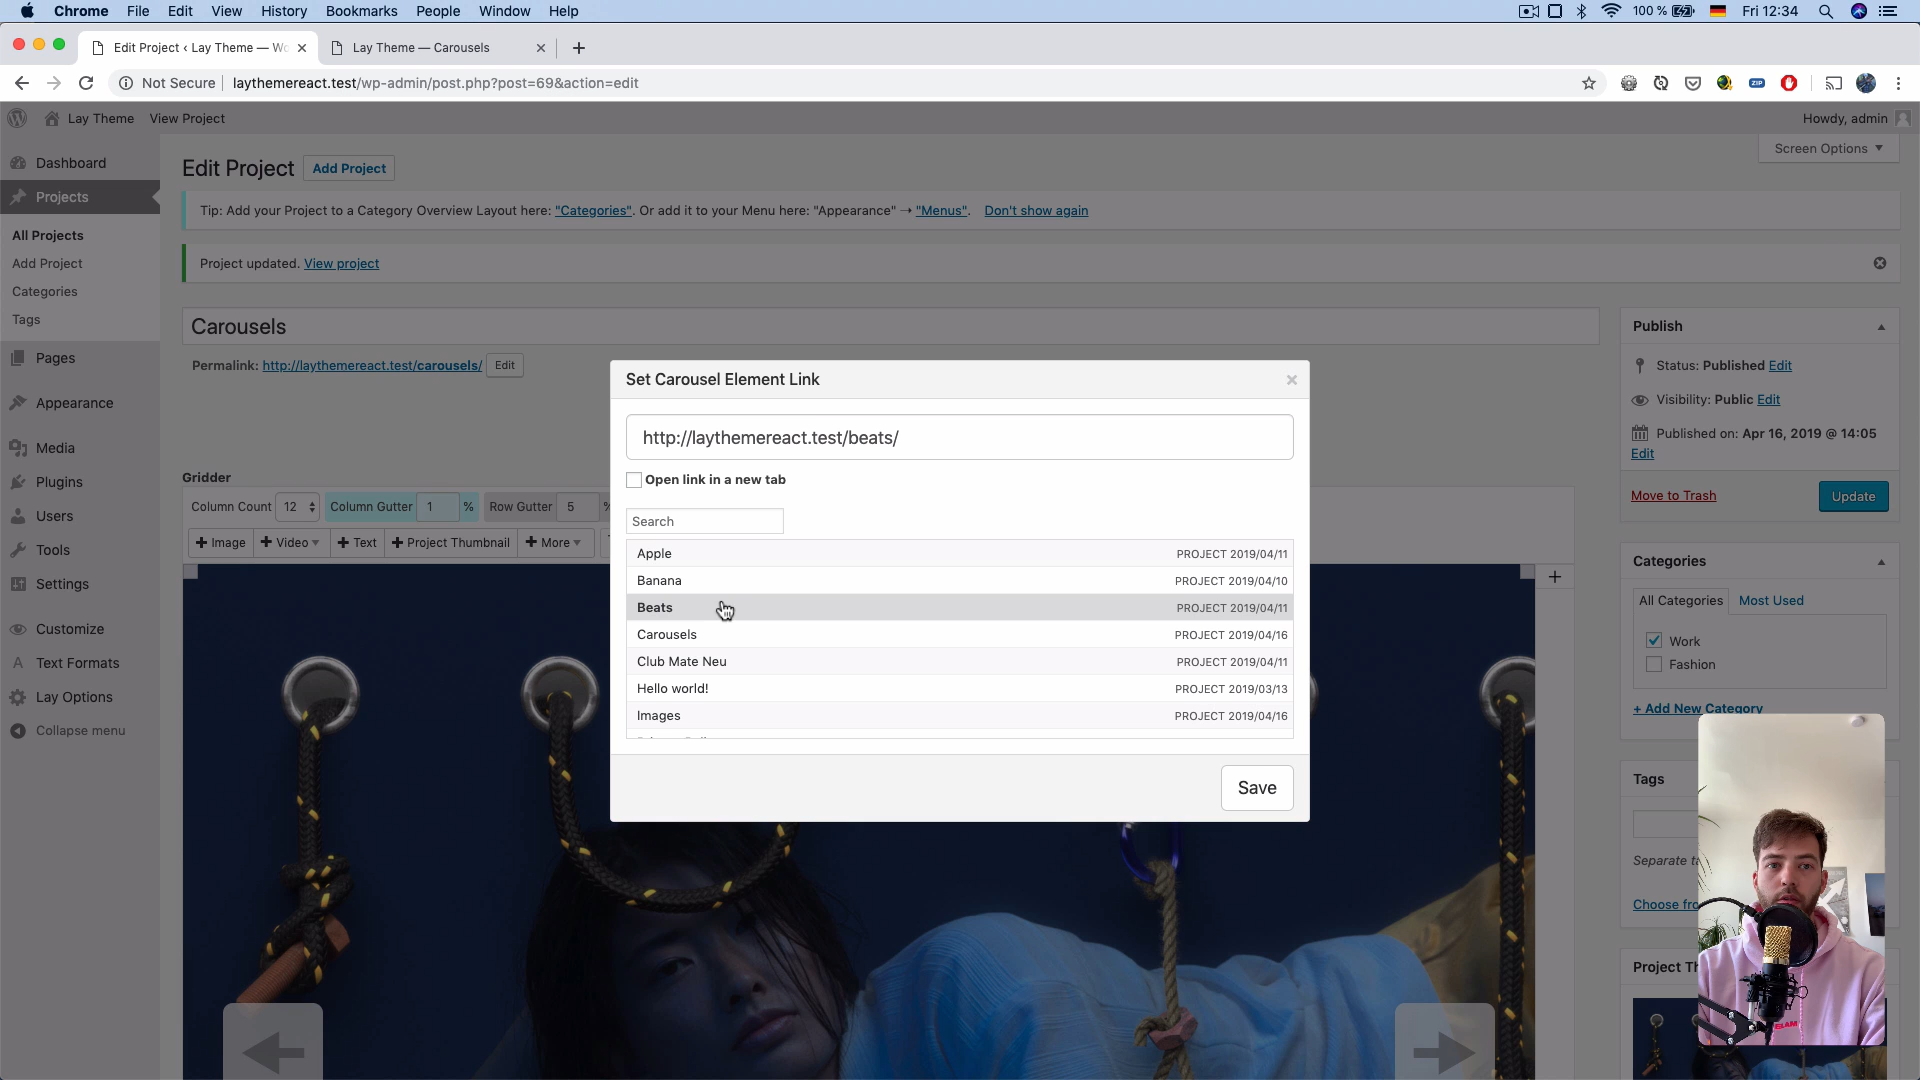 Chrome File Edit View History Bookmarks People Window Help 100 % Fri 12:34
Edit Project ‹ Lay Theme — Wo Lay Theme — Carousels
Not Secure laythemereact.test/wp-admin/post.php?post=69&action=edit ZIP
Lay Theme View Project Howdy, admin
Screen Options
Dashboard
Projects
All Projects
Add Project
Categories
Tags
Pages
Appearance
Media
Plugins
Users
Tools
Settings
Customize
Text Formats
Lay Options
Collapse menu
Edit Project Add Project
Tip: Add your Project to a Category Overview Layout here: "Categories". Or add it to your Menu here: "Appearance" → "Menus". Don't show again
Project updated. View project
Carousels
Permalink: http://laythemereact.test/carousels/ Edit
Gridder
Column Count 12 Column Gutter 1 % Row Gutter 5 %
+ Image + Video + Text + Project Thumbnail + More
Set Carousel Element Link
http://laythemereact.test/beats/
Open link in a new tab
Search
Apple PROJECT 2019/04/11
Banana PROJECT 2019/04/10
Beats PROJECT 2019/04/11
Carousels PROJECT 2019/04/16
Club Mate Neu PROJECT 2019/04/11
Hello world! PROJECT 2019/03/13
Images PROJECT 2019/04/16
Save
Publish
Status: Published Edit
Visibility: Public Edit
Published on: Apr 16, 2019 @ 14:05
Edit
Move to Trash Update
Categories
All Categories Most Used
Work
Fashion
+ Add New Category
Tags
Separate
Choose fro
Project Th